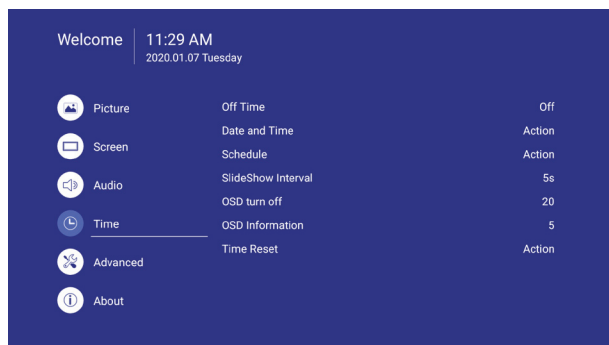 Welcome
11:29 AM
2020.01.07 Tuesday
Picture
Screen
Audio
Time
Advanced
About
Off Time Off
Date and Time Action
Schedule Action
SlideShow Interval 5s
OSD turn off 20
OSD Information 5
Time Reset Action